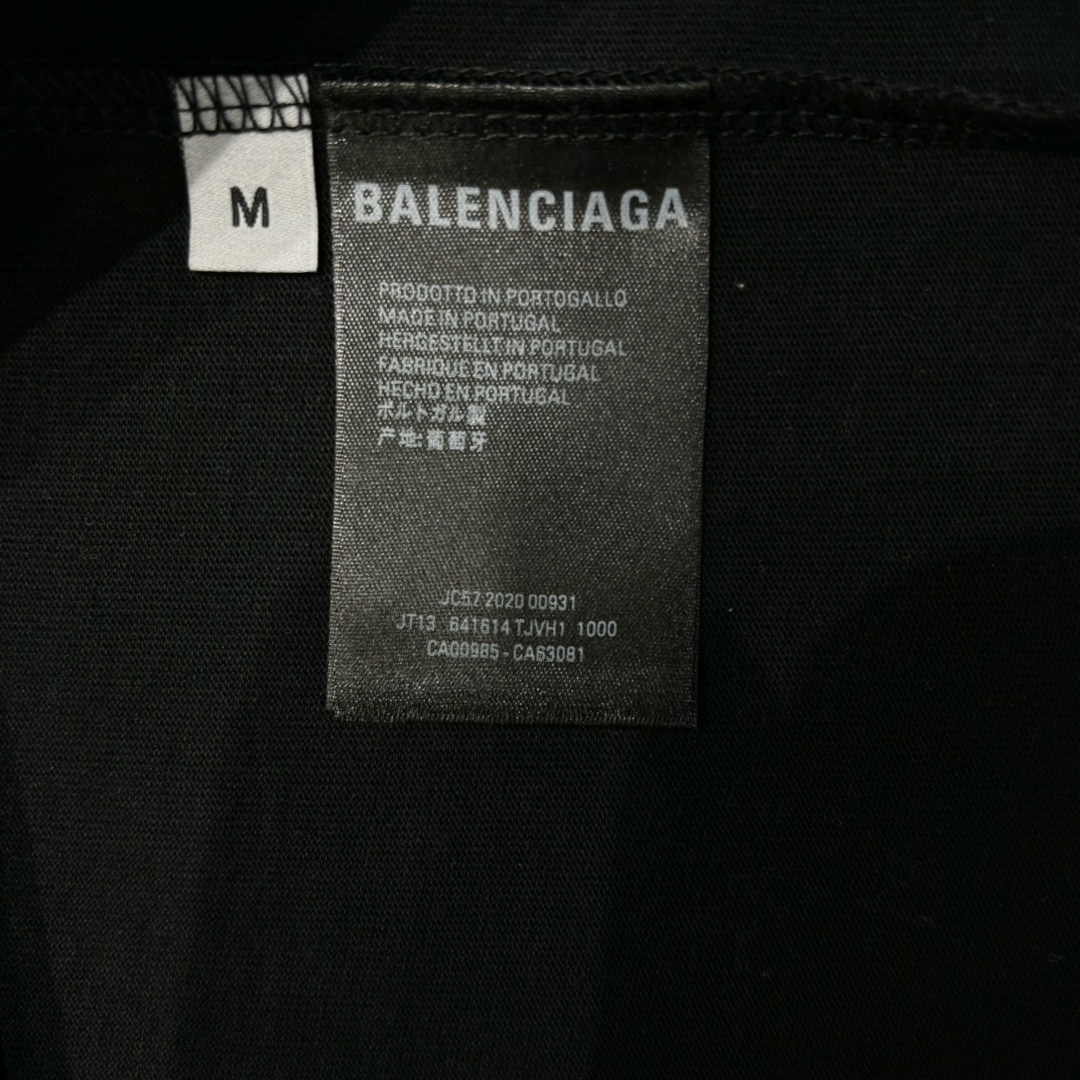 M
BALENCIAGA
PRODOTTO IN PORTOGALLO
MADE IN PORTUGAL
HERGESTELLT IN PORTUGAL
FABRIQUE EN PORTUGAL
HECHO EN PORTUGAL
ポルトガル製
产地:葡萄牙
JC57 2020 00931
JT13 641614 TJVH1 1000
CA00985 - CA63081